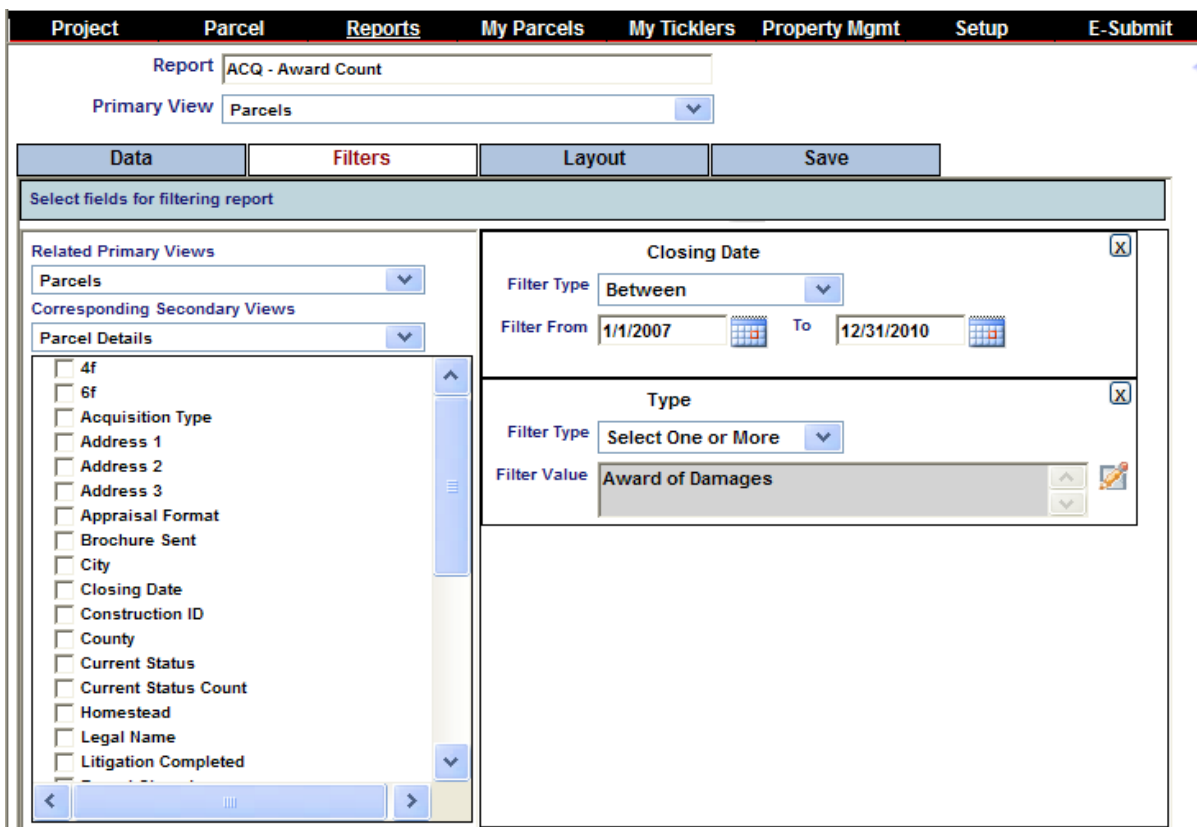 Project Parcel Reports My Parcels My Ticklers Property Mgmt Setup E-Submit
Report ACQ - Award Count
Primary View Parcels
Data Filters Layout Save
Select fields for filtering report
Related Primary Views
Parcels
Corresponding Secondary Views
Parcel Details
4f
6f
Acquisition Type
Address 1
Address 2
Address 3
Appraisal Format
Brochure Sent
City
Closing Date
Construction ID
County
Current Status
Current Status Count
Homestead
Legal Name
Litigation Completed
Closing Date X
Filter Type Between
Filter From 1/1/2007 To 12/31/2010
Type X
Filter Type Select One or More
Filter Value Award of Damages